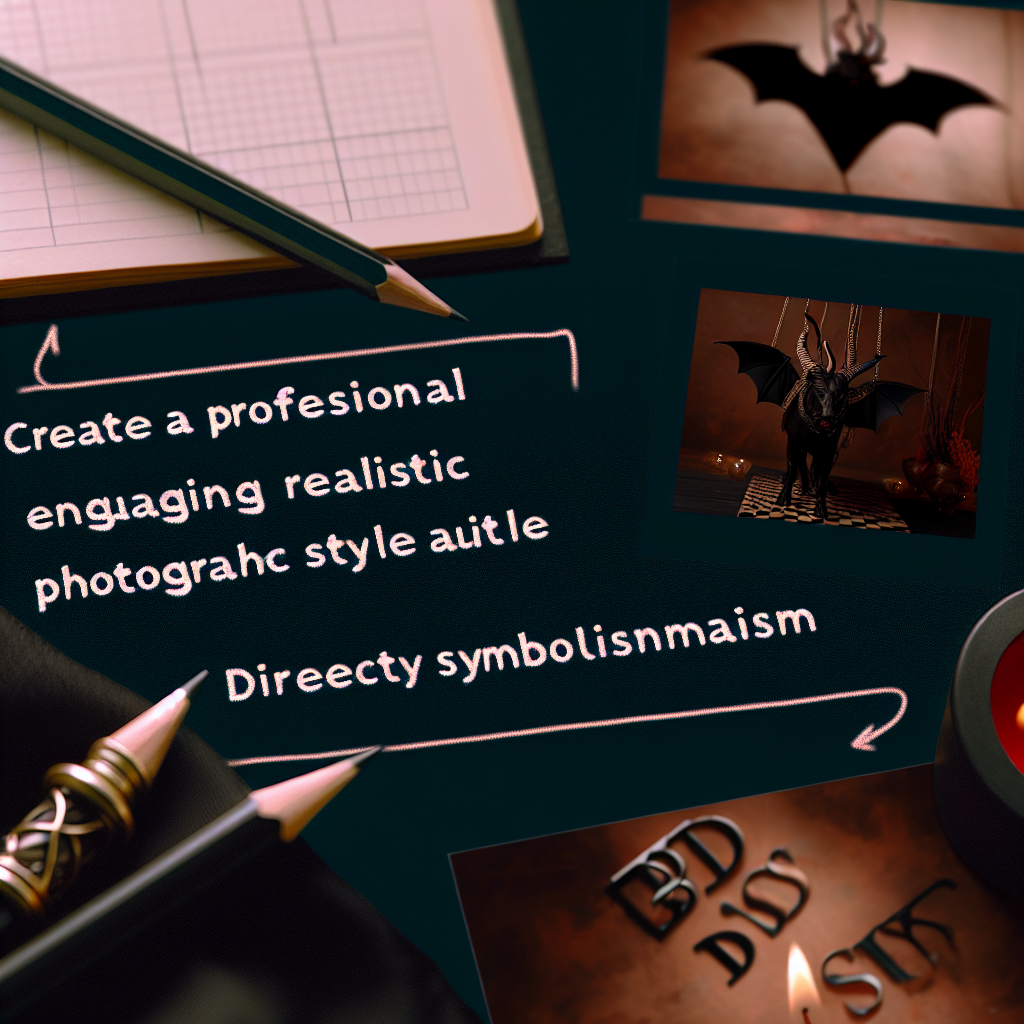 Create a profesional
enguaging realistic
photograhc style autle
Direecty symbolisnmaism